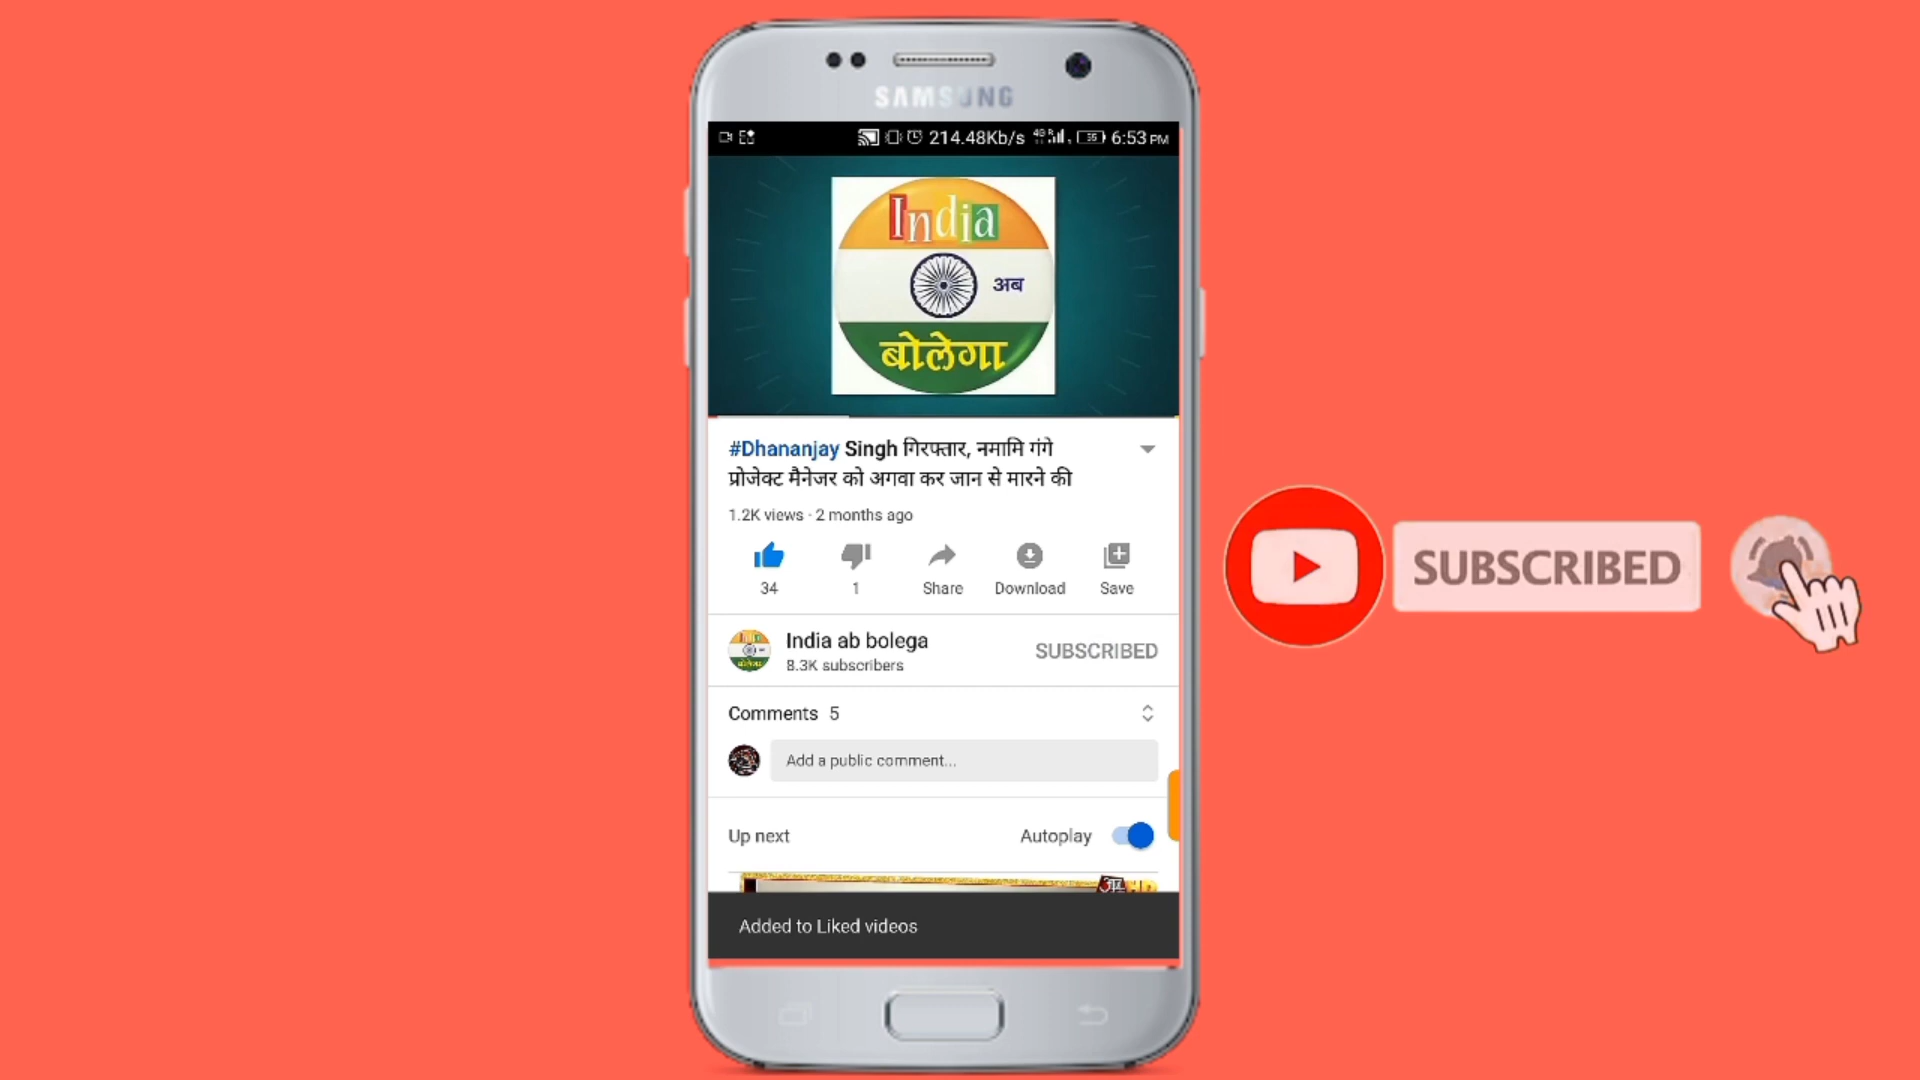 SAMSUNG
214.48Kb/s 4G R 35 6:53 PM
India
अब
बोलेगा
#Dhananjay Singh गिरफ्तार, नमामि गंगे
प्रोजेक्ट मैनेजर को अगवा कर जान से मारने की
1.2K views · 2 months ago
34
1
Share
Download
Save
India ab bolega
8.3K subscribers
SUBSCRIBED
Comments 5
Add a public comment...
Up next
Autoplay
Added to Liked videos
SUBSCRIBED